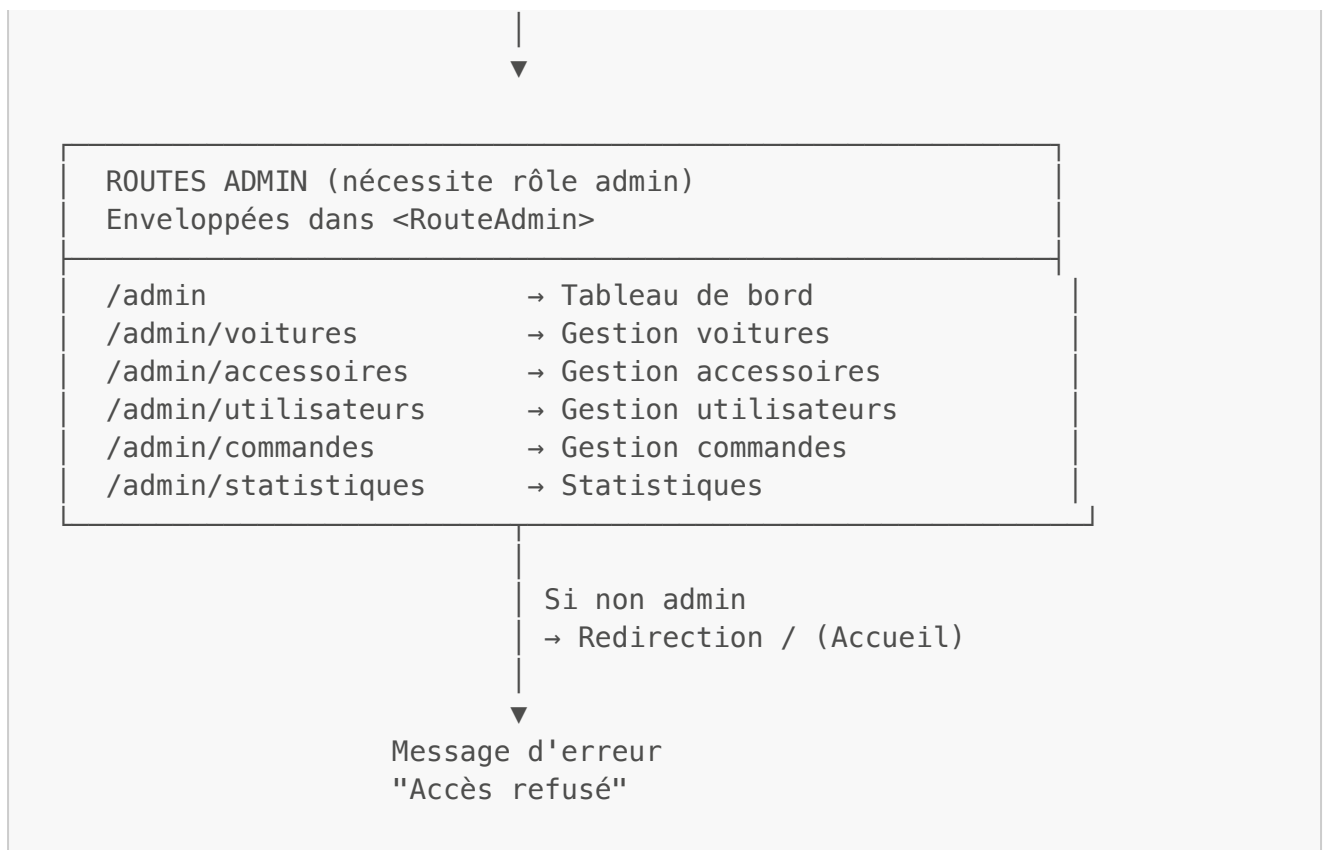 ROUTES ADMIN (nécessite rôle admin)
Enveloppées dans <RouteAdmin>
/admin → Tableau de bord
/admin/voitures → Gestion voitures
/admin/accessoires → Gestion accessoires
/admin/utilisateurs → Gestion utilisateurs
/admin/commandes → Gestion commandes
/admin/statistiques → Statistiques
Si non admin
→ Redirection / (Accueil)
Message d'erreur
"Accès refusé"